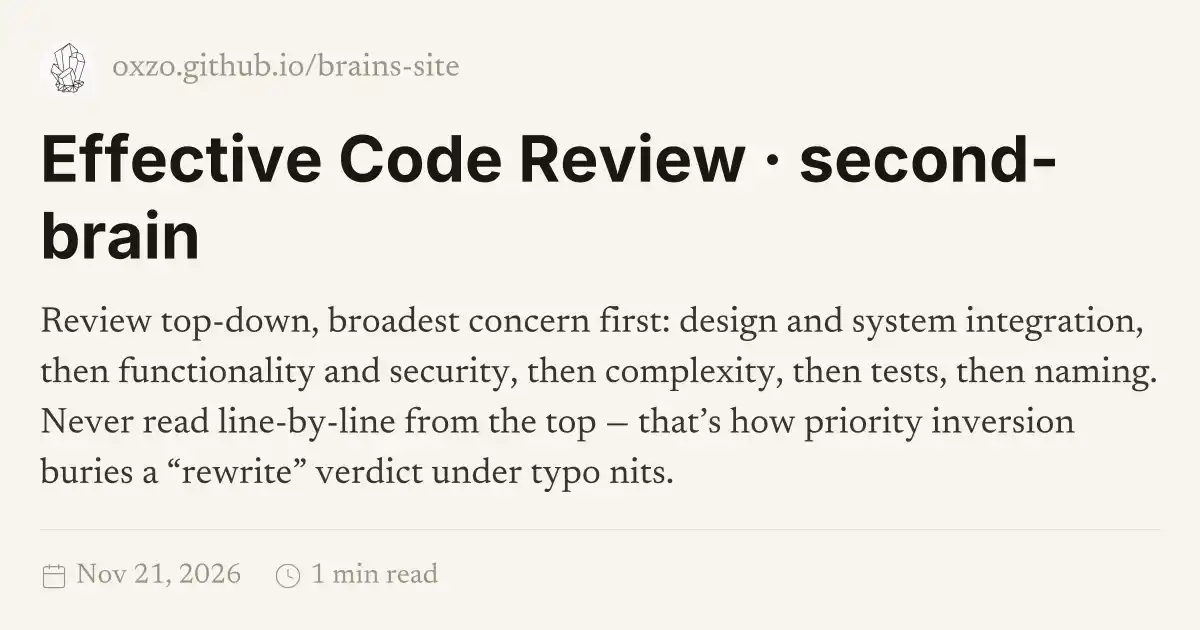 oxzo.github.io/brains-site
Effective Code Review · second-
brain
Review top-down, broadest concern first: design and system integration,
then functionality and security, then complexity, then tests, then naming.
Never read line-by-line from the top — that’s how priority inversion
buries a “rewrite” verdict under typo nits.
Nov 21, 2026 1 min read